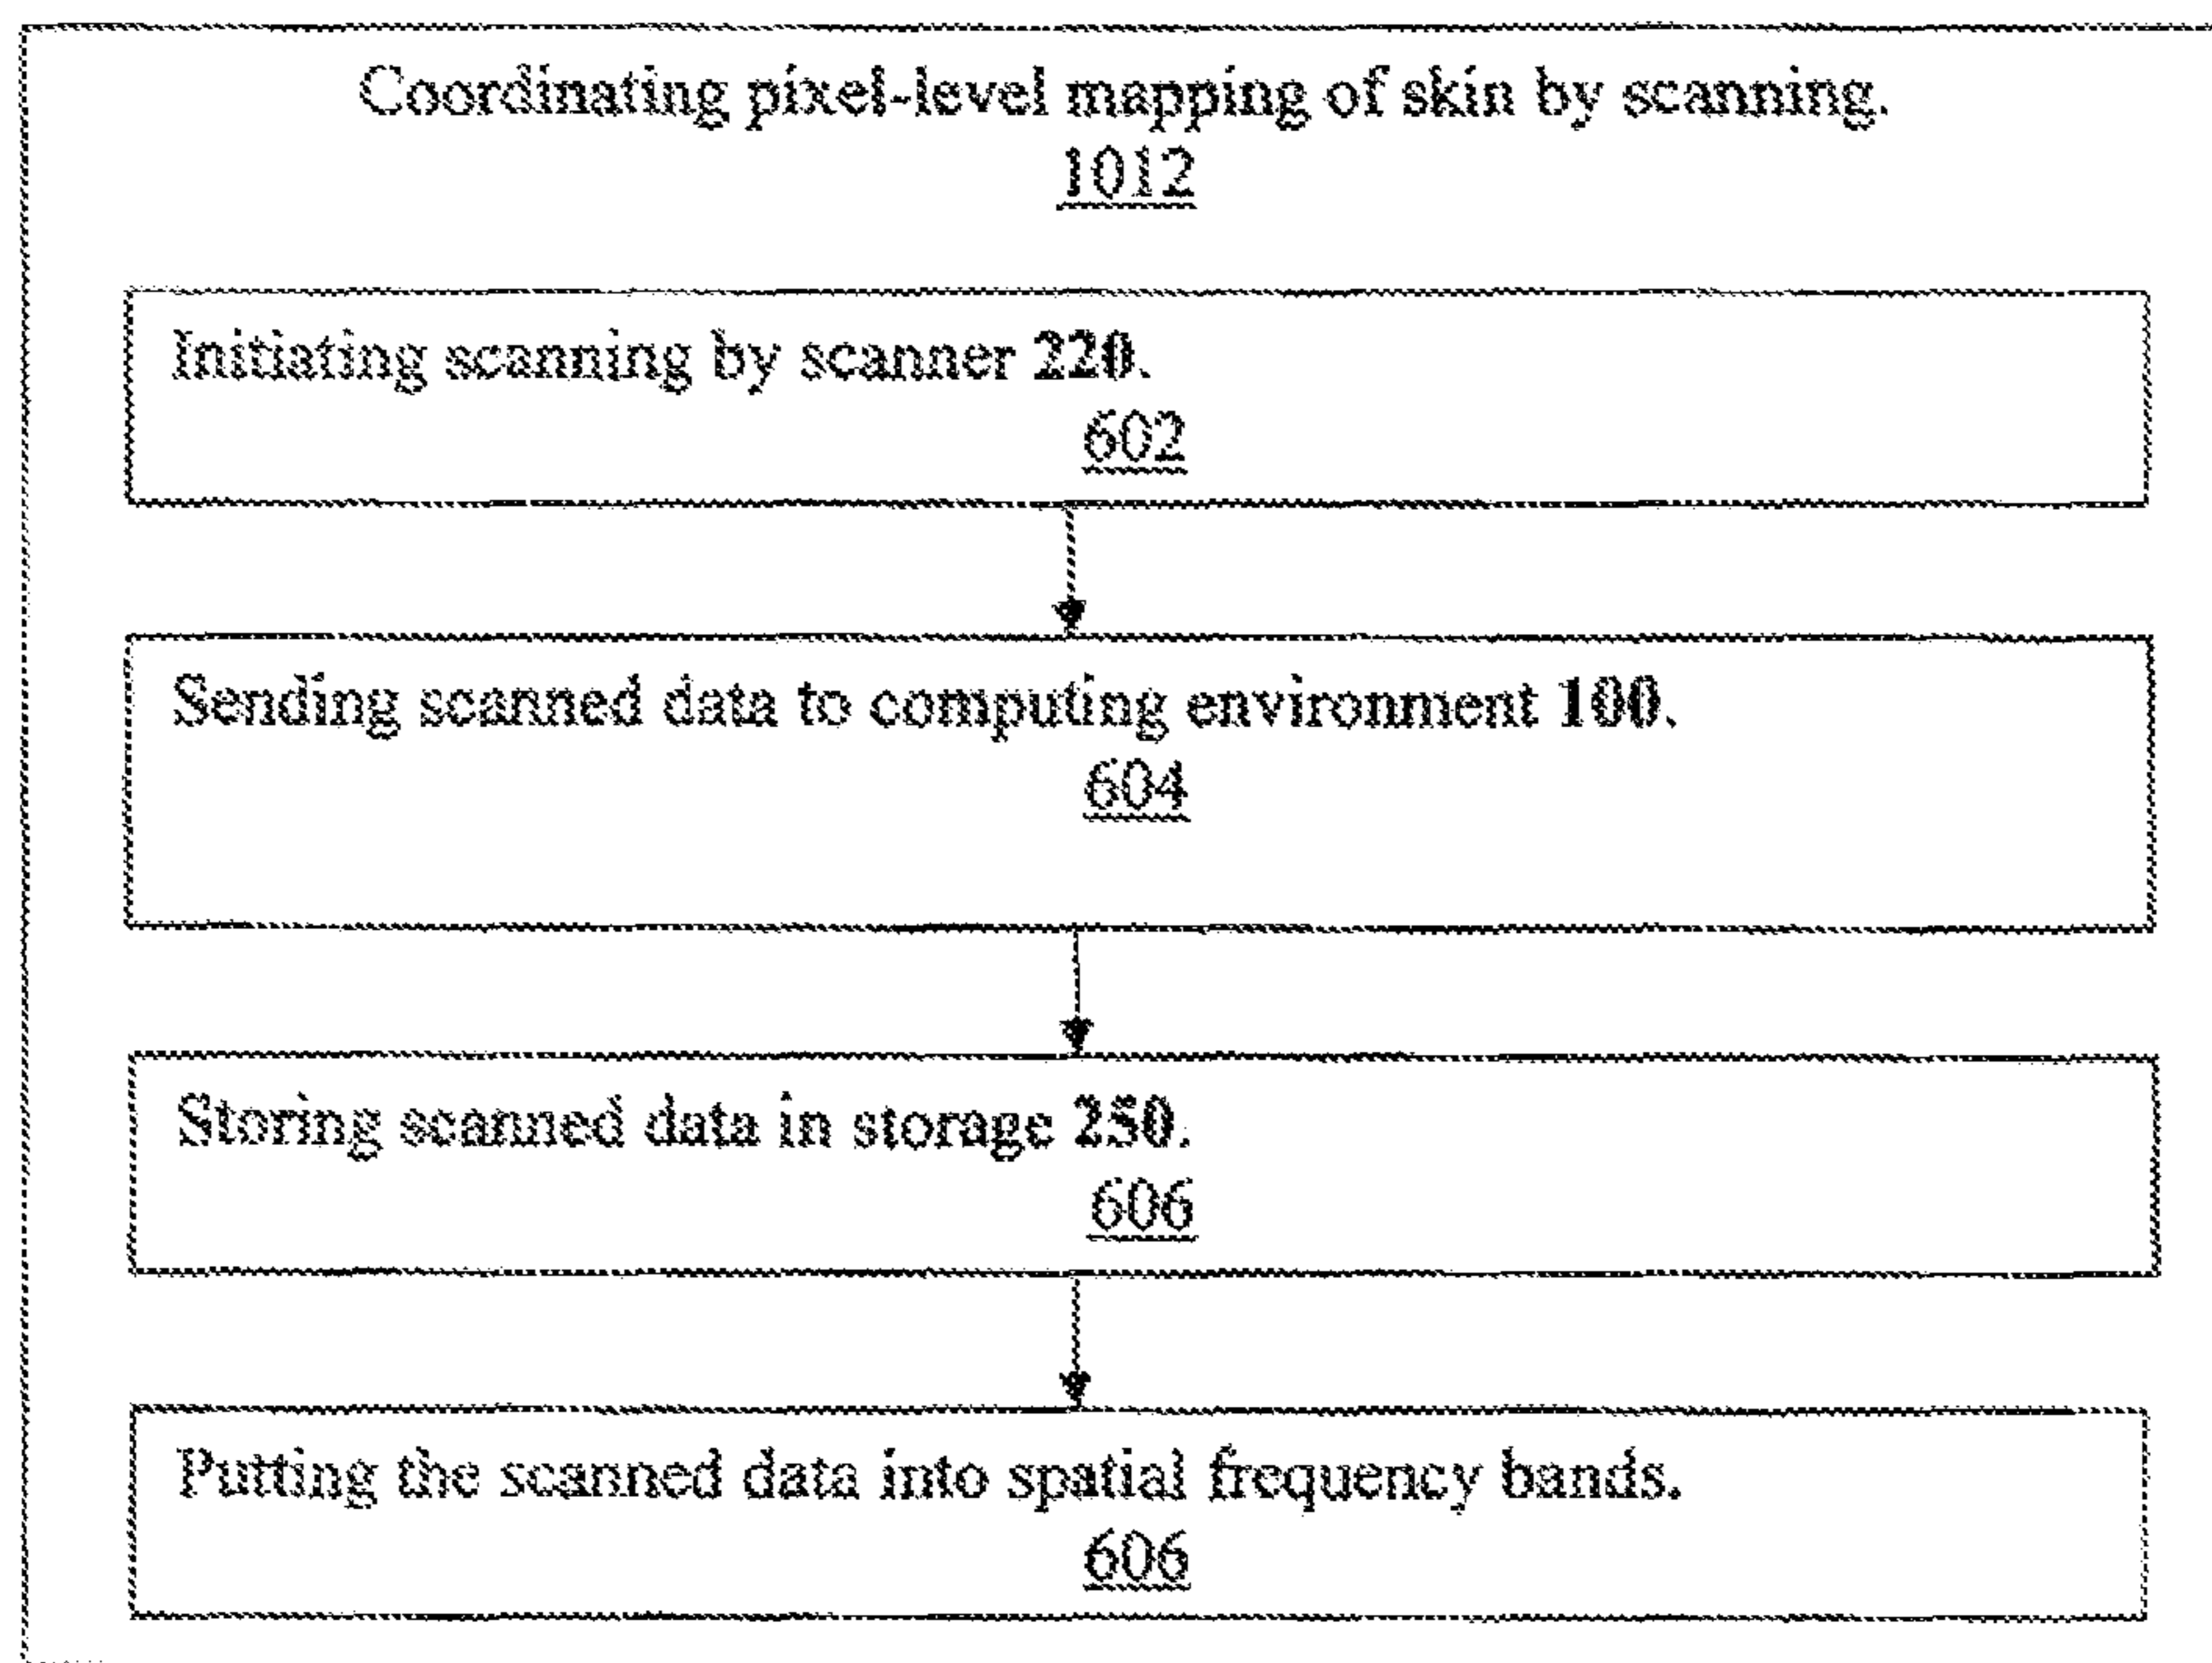 Coordinating pixel-level mapping of skin by scanning.
1012
Initiating scanning by scanner 220.
602
Sending scanned data to computing environment 100.
604
Storing scanned data in storage 250.
606
Putting the scanned data into spatial frequency bands.
606